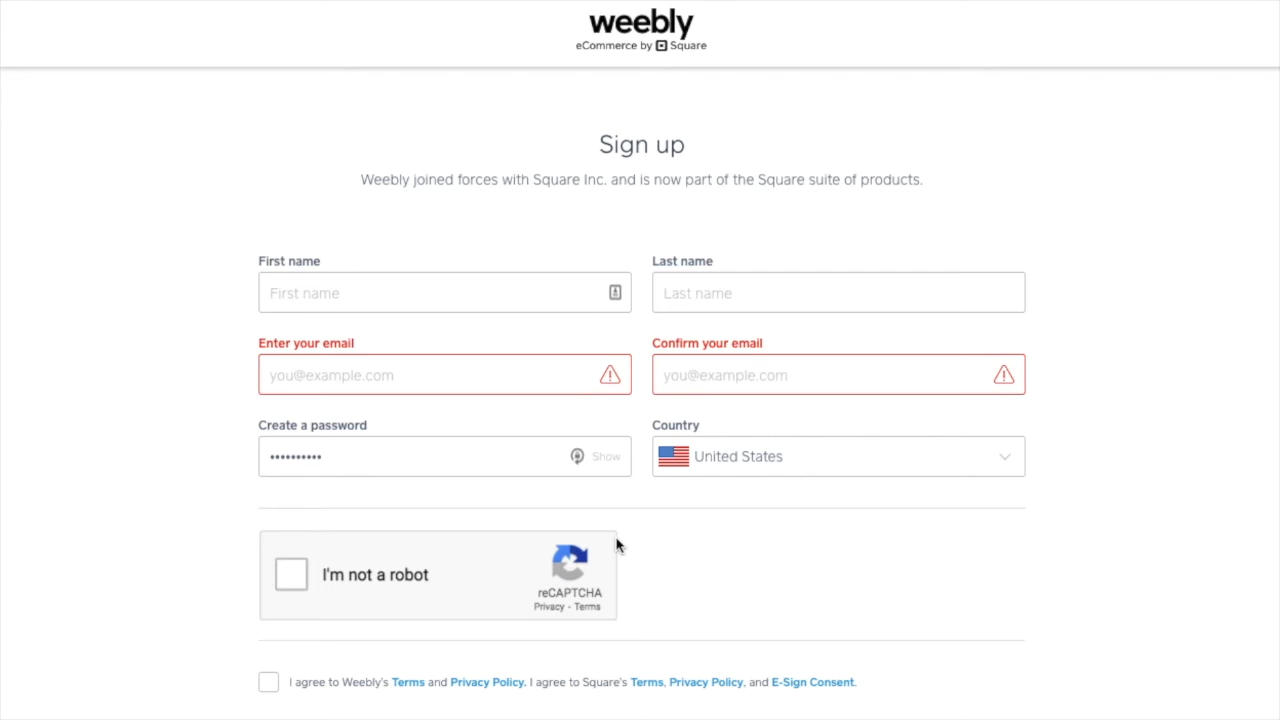 weebly
eCommerce by Square
Sign up
Weebly joined forces with Square Inc. and is now part of the Square suite of products.
First name Last name
First name Last name
Enter your email Confirm your email
you@example.com you@example.com
Create a password Country
•••••••••• Show United States
I'm not a robot
reCAPTCHA
Privacy - Terms
I agree to Weebly's Terms and Privacy Policy. I agree to Square's Terms, Privacy Policy, and E-Sign Consent.